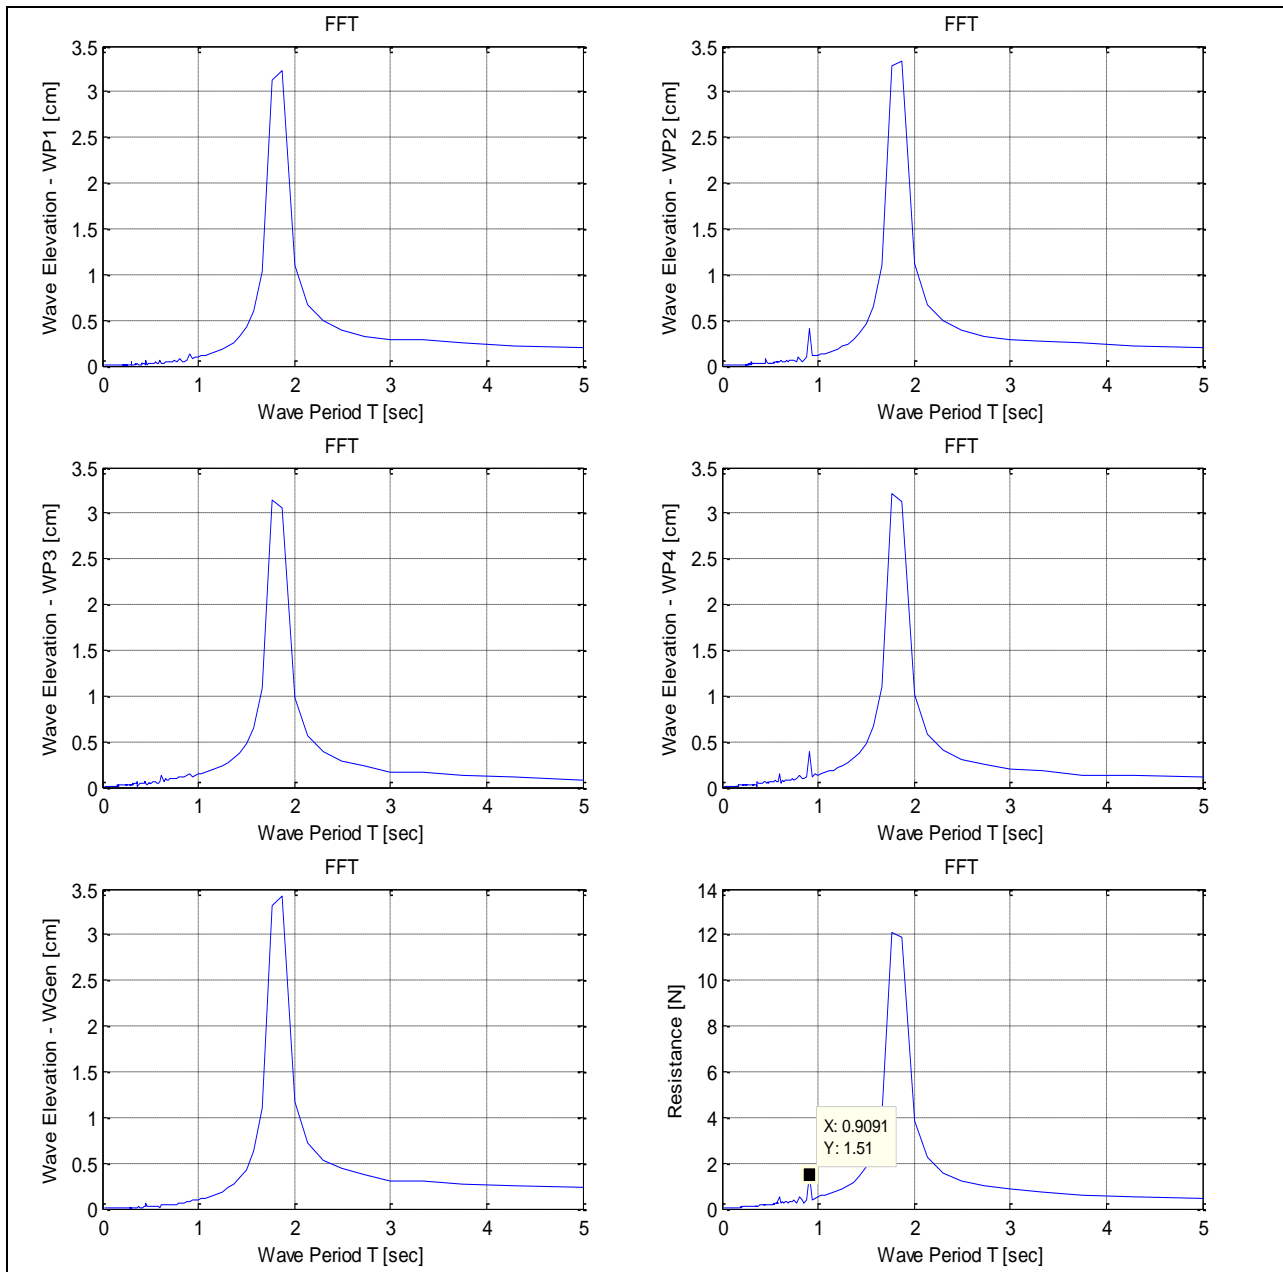 FFT
3.5
3
2.5
2
1.5
1
0.5
0
0 1 2 3 4 5
Wave Elevation - WP1 [cm]
Wave Period T [sec]
FFT
3.5
3
2.5
2
1.5
1
0.5
0
0 1 2 3 4 5
Wave Elevation - WP2 [cm]
Wave Period T [sec]
FFT
3.5
3
2.5
2
1.5
1
0.5
0
0 1 2 3 4 5
Wave Elevation - WP3 [cm]
Wave Period T [sec]
FFT
3.5
3
2.5
2
1.5
1
0.5
0
0 1 2 3 4 5
Wave Elevation - WP4 [cm]
Wave Period T [sec]
FFT
3.5
3
2.5
2
1.5
1
0.5
0
0 1 2 3 4 5
Wave Elevation - WGen [cm]
Wave Period T [sec]
FFT
14
12
10
8
6
4
2
0
0 1 2 3 4 5
Resistance [N]
X: 0.9091
Y: 1.51
Wave Period T [sec]